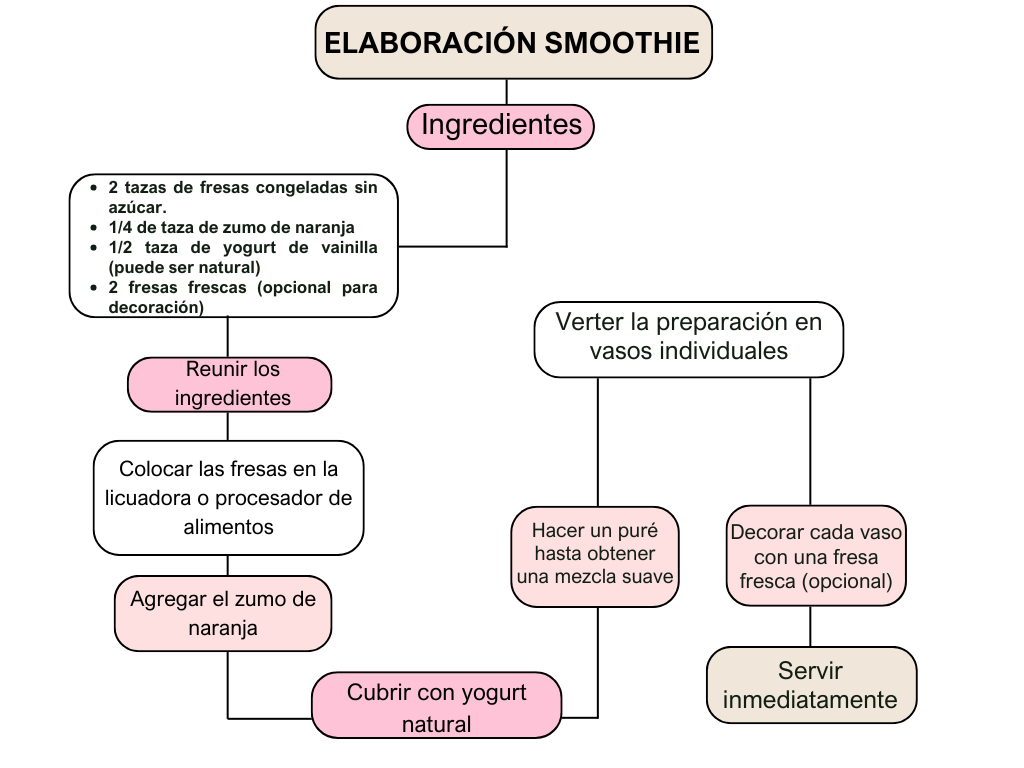 ELABORACIÓN SMOOTHIE
Ingredientes
• 2 tazas de fresas congeladas sin
azúcar.
• 1/4 de taza de zumo de naranja
• 1/2 taza de yogurt de vainilla
(puede ser natural)
• 2 fresas frescas (opcional para
decoración)
Reunir los
ingredientes
Colocar las fresas en la
licuadora o procesador de
alimentos
Agregar el zumo de
naranja
Cubrir con yogurt
natural
Hacer un puré
hasta obtener
una mezcla suave
Verter la preparación en
vasos individuales
Decorar cada vaso
con una fresa
fresca (opcional)
Servir
inmediatamente